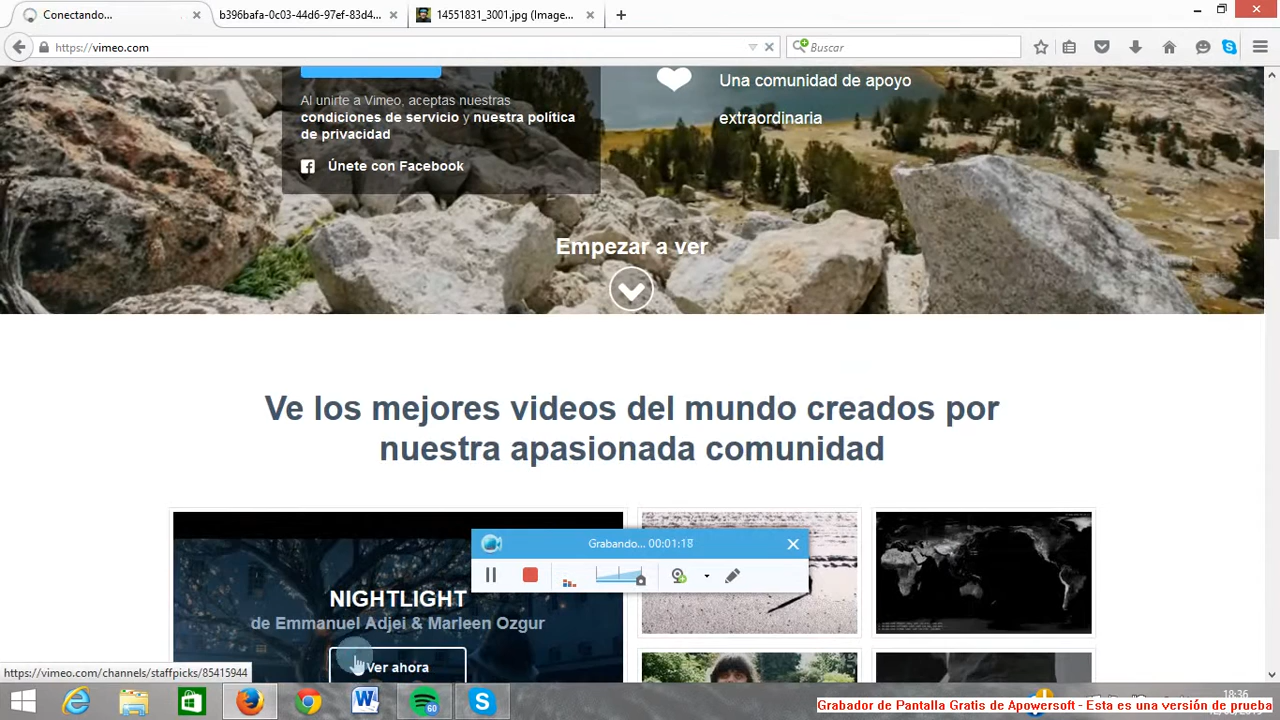 Conectando...
b396bafa-0c03-44d6-97ef-83d4...
14551831_3001.jpg (Image...
https://vimeo.com
Buscar
Al unirte a Vimeo, aceptas nuestras
condiciones de servicio y nuestra política
de privacidad
Únete con Facebook
Una comunidad de apoyo
extraordinaria
Empezar a ver
Ve los mejores videos del mundo creados por
nuestra apasionada comunidad
Grabando... 00:01:18
NIGHTLIGHT
de Emmanuel Adjei & Marleen Ozgur
Ver ahora
https://vimeo.com/channels/staffpicks/85415944
60
18:36
Grabador de Pantalla Gratis de Apowersoft - Esta es una versión de prueba